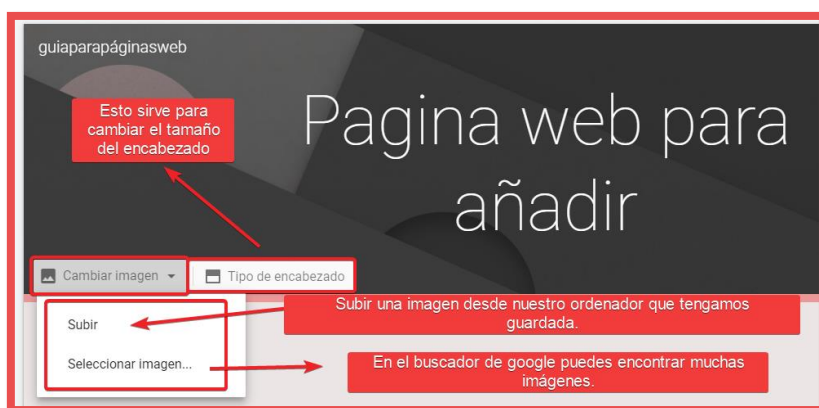 guiaparapáginasweb
Esto sirve para
cambiar el tamaño
del encabezado
Pagina web para
añadir
Cambiar imagen
Tipo de encabezado
Subir una imagen desde nuestro ordenador que tengamos
guardada.
Subir
Seleccionar imagen...
En el buscador de google puedes encontrar muchas
imágenes.